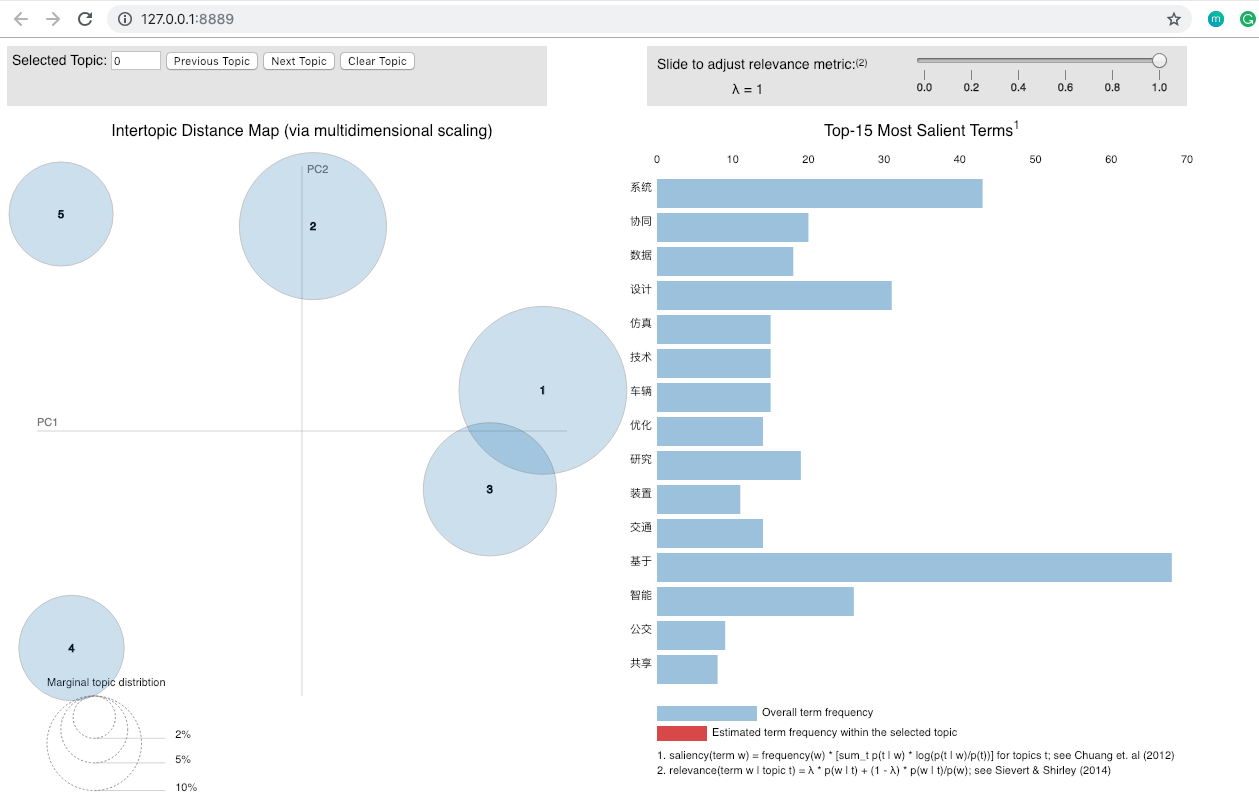 127.0.0.1:8889
Selected Topic: 0 Previous Topic Next Topic Clear Topic
Slide to adjust relevance metric:(2)
λ = 1
0.0 0.2 0.4 0.6 0.8 1.0
Intertopic Distance Map (via multidimensional scaling)
PC2
PC1
5
2
1
3
4
Marginal topic distribtion
2%
5%
10%
Top-15 Most Salient Terms1
0 10 20 30 40 50 60 70
系统
协同
数据
设计
仿真
技术
车辆
优化
研究
装置
交通
基于
智能
公交
共享
Overall term frequency
Estimated term frequency within the selected topic
1. saliency(term w) = frequency(w) * [sum_t p(t | w) * log(p(t | w)/p(t))] for topics t; see Chuang et. al (2012)
2. relevance(term w | topic t) = λ * p(w | t) + (1 - λ) * p(w | t)/p(w); see Sievert & Shirley (2014)
m
G